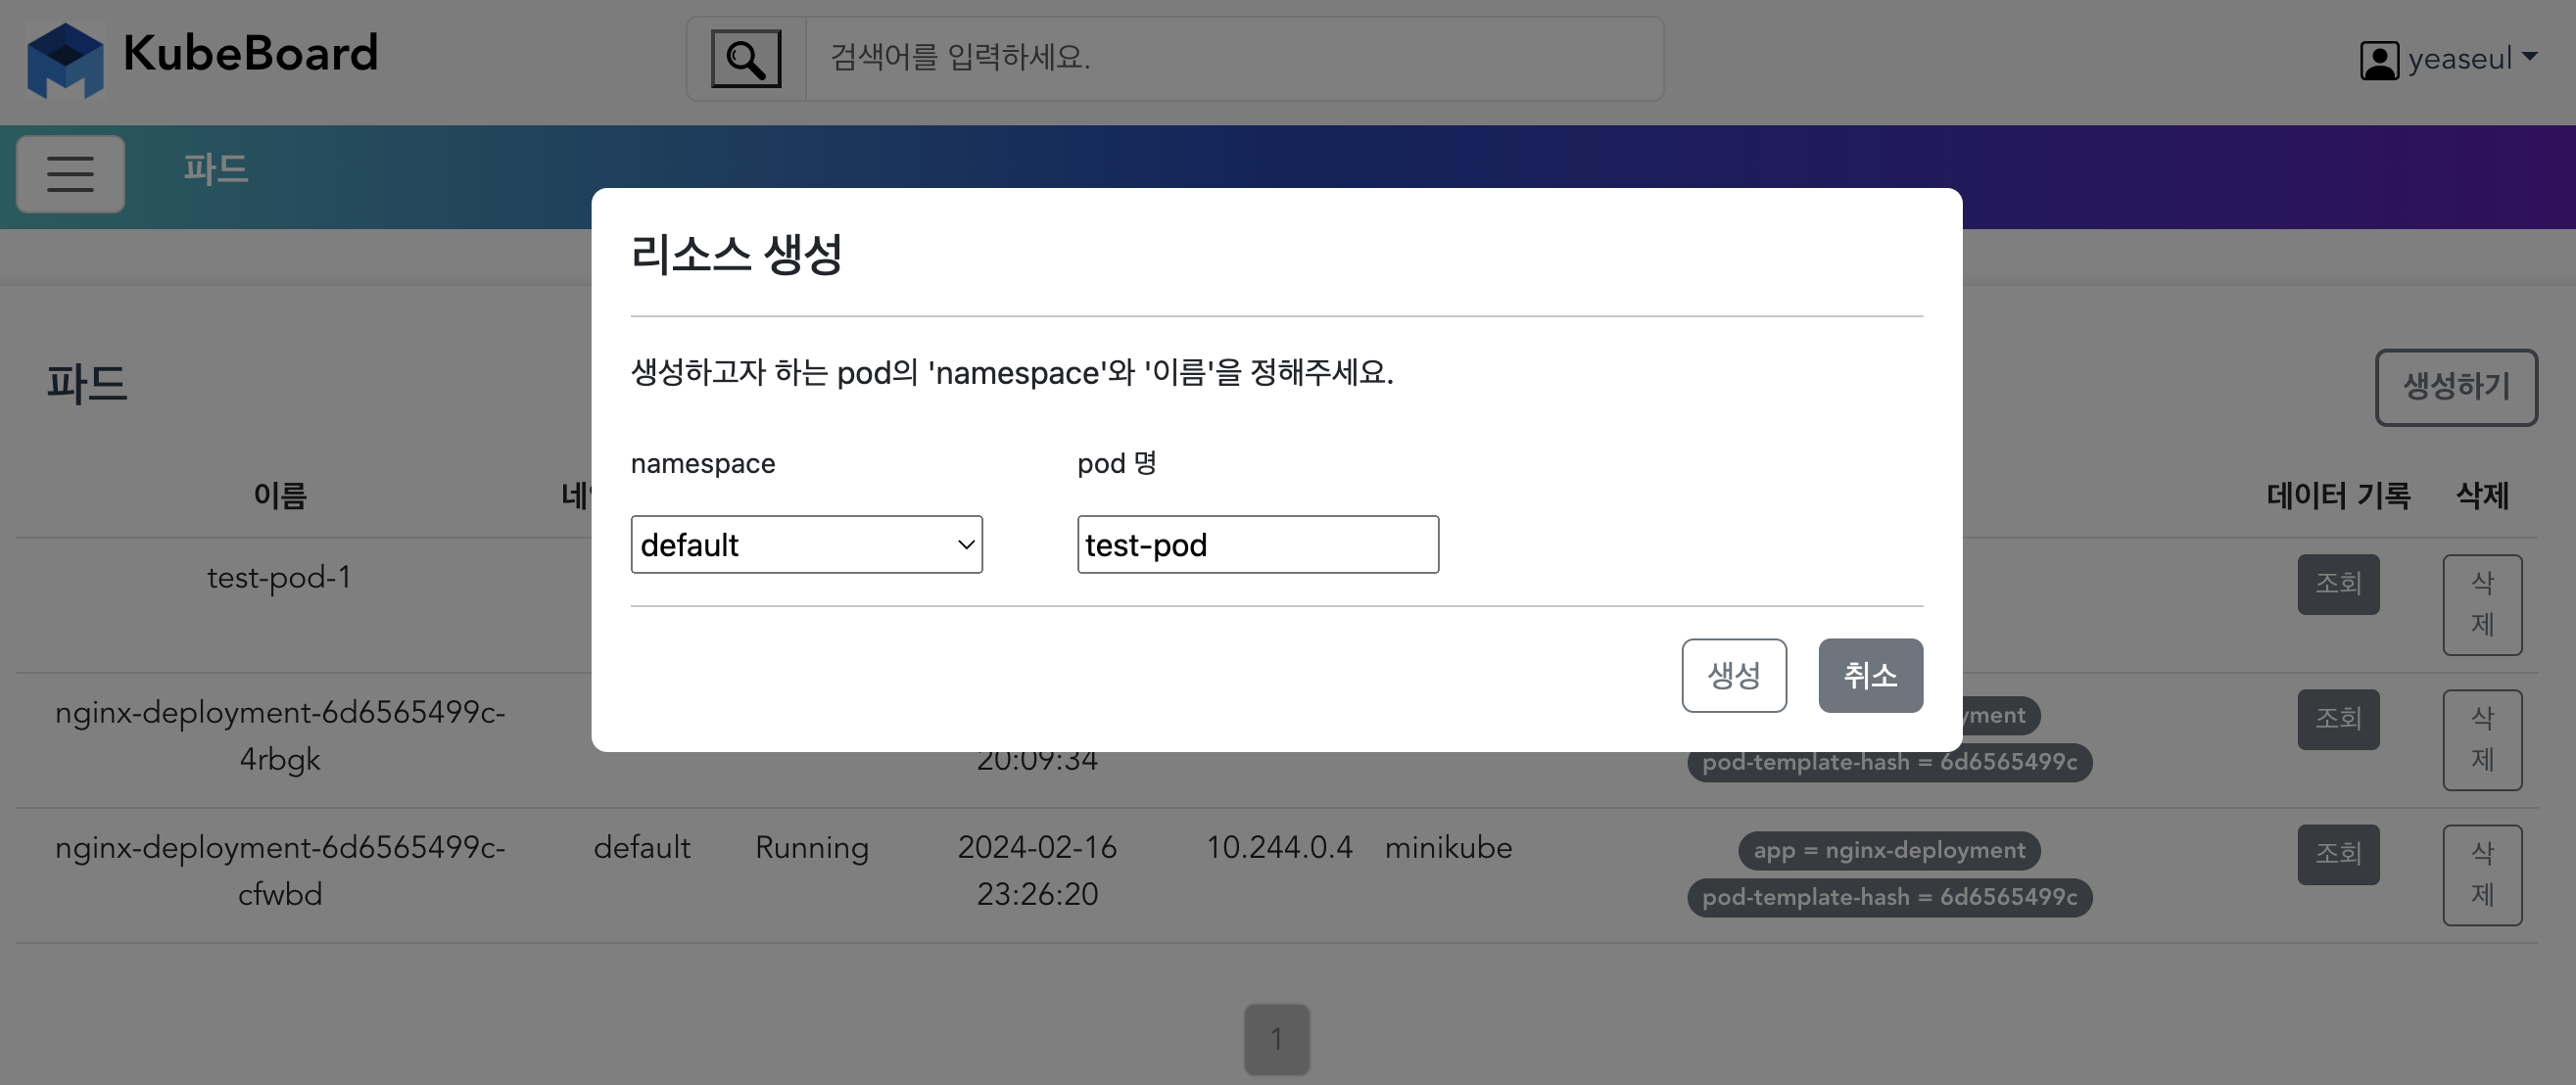 KubeBoard
검색어를 입력하세요.
yeaseul
파드
리소스 생성
생성하고자 하는 pod의 'namespace'와 '이름'을 정해주세요.
namespace
pod 명
default
test-pod
생성
취소
파드
생성하기
이름
데이터 기록
삭제
test-pod-1
조회
삭
제
nginx-deployment-6d6565499c-
4rbgk
20:09:34
pod-template-hash = 6d6565499c
조회
삭
제
nginx-deployment-6d6565499c-
cfwbd
default
Running
2024-02-16
23:26:20
10.244.0.4
minikube
app = nginx-deployment
pod-template-hash = 6d6565499c
조회
삭
제
1